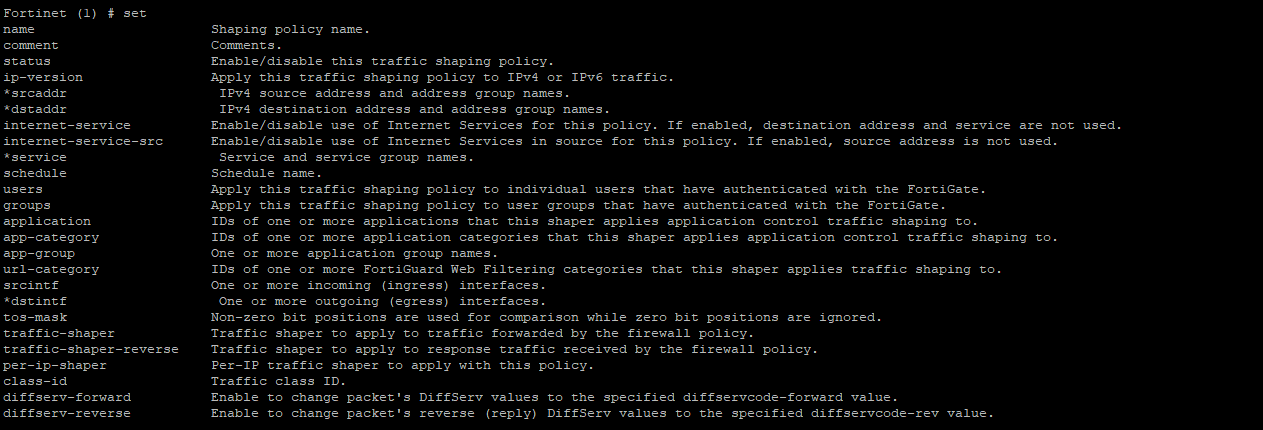 Fortinet (1) # set
name Shaping policy name.
comment Comments.
status Enable/disable this traffic shaping policy.
ip-version Apply this traffic shaping policy to IPv4 or IPv6 traffic.
*srcaddr IPv4 source address and address group names.
*dstaddr IPv4 destination address and address group names.
internet-service Enable/disable use of Internet Services for this policy. If enabled, destination address and service are not used.
internet-service-src Enable/disable use of Internet Services in source for this policy. If enabled, source address is not used.
*service Service and service group names.
schedule Schedule name.
users Apply this traffic shaping policy to individual users that have authenticated with the FortiGate.
groups Apply this traffic shaping policy to user groups that have authenticated with the FortiGate.
application IDs of one or more applications that this shaper applies application control traffic shaping to.
app-category IDs of one or more application categories that this shaper applies application control traffic shaping to.
app-group One or more application group names.
url-category IDs of one or more FortiGuard Web Filtering categories that this shaper applies traffic shaping to.
srcintf One or more incoming (ingress) interfaces.
*dstintf One or more outgoing (egress) interfaces.
tos-mask Non-zero bit positions are used for comparison while zero bit positions are ignored.
traffic-shaper Traffic shaper to apply to traffic forwarded by the firewall policy.
traffic-shaper-reverse Traffic shaper to apply to response traffic received by the firewall policy.
per-ip-shaper Per-IP traffic shaper to apply with this policy.
class-id Traffic class ID.
diffserv-forward Enable to change packet's DiffServ values to the specified diffservcode-forward value.
diffserv-reverse Enable to change packet's reverse (reply) DiffServ values to the specified diffservcode-rev value.